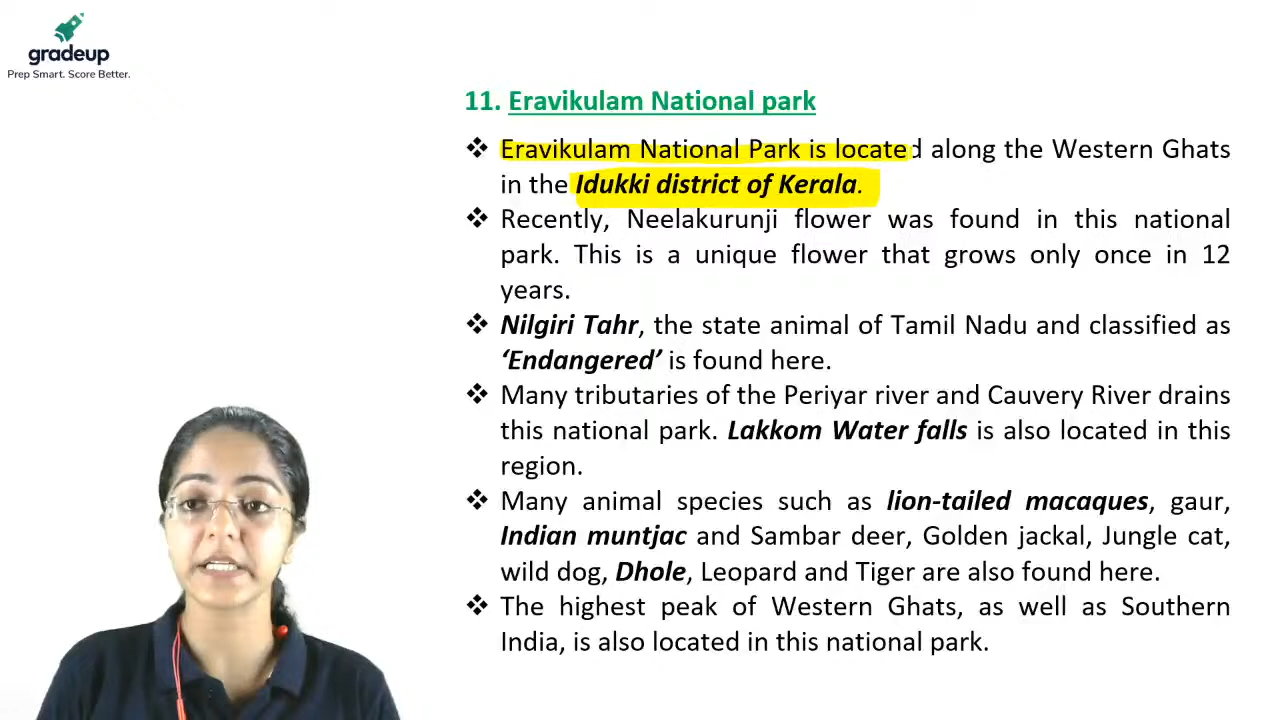 gradeup
Prep Smart. Score Better.
11. Eravikulam National park
❖ Eravikulam National Park is located along the Western Ghats
in the Idukki district of Kerala.
❖ Recently, Neelakurunji flower was found in this national
park. This is a unique flower that grows only once in 12
years.
❖ Nilgiri Tahr, the state animal of Tamil Nadu and classified as
‘Endangered’ is found here.
❖ Many tributaries of the Periyar river and Cauvery River drains
this national park. Lakkom Water falls is also located in this
region.
❖ Many animal species such as lion-tailed macaques, gaur,
Indian muntjac and Sambar deer, Golden jackal, Jungle cat,
wild dog, Dhole, Leopard and Tiger are also found here.
❖ The highest peak of Western Ghats, as well as Southern
India, is also located in this national park.